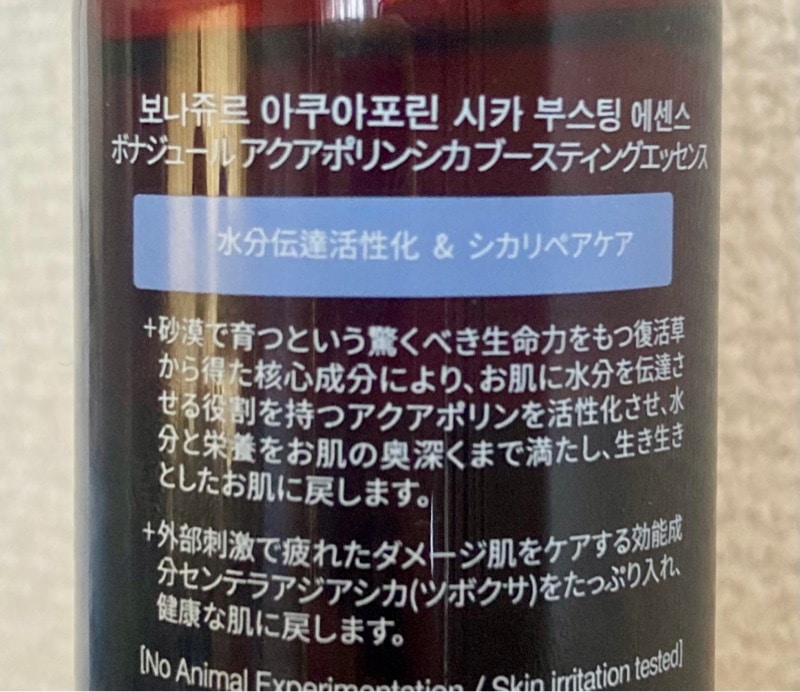 보나쥬르 아쿠아포린 시카 부스팅 에센스
ボナジュール アクアポリンシカブースティングエッセンス
水分伝達活性化 & シカリペアケア
+砂漠で育つという驚くべき生命力をもつ復活草
から得た核心成分により、お肌に水分を伝達さ
せる役割を持つアクアポリンを活性化させ、水
分と栄養をお肌の奥深くまで満たし、生き生き
としたお肌に戻します。
+外部刺激で疲れたダメージ肌をケアする効能成
分センテラアジアシカ(ツボクサ)をたっぷり入れ、
健康な肌に戻します。
[No Animal Experimentation / Skin irritation tested]